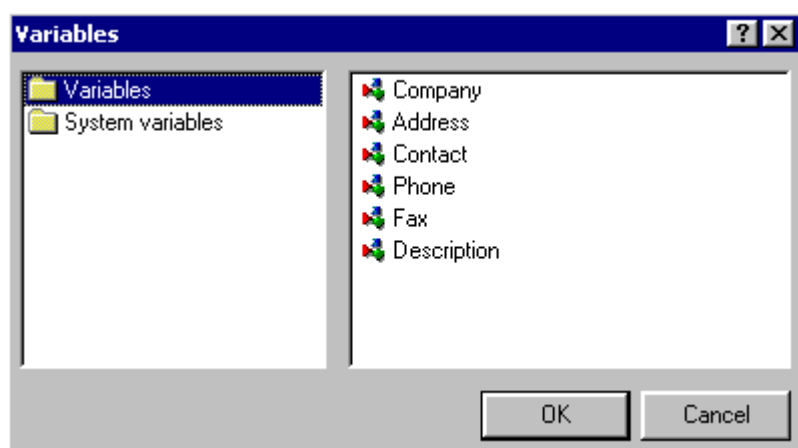 Variables
?
Variables
System variables
Company
Address
Contact
Phone
Fax
Description
OK
Cancel